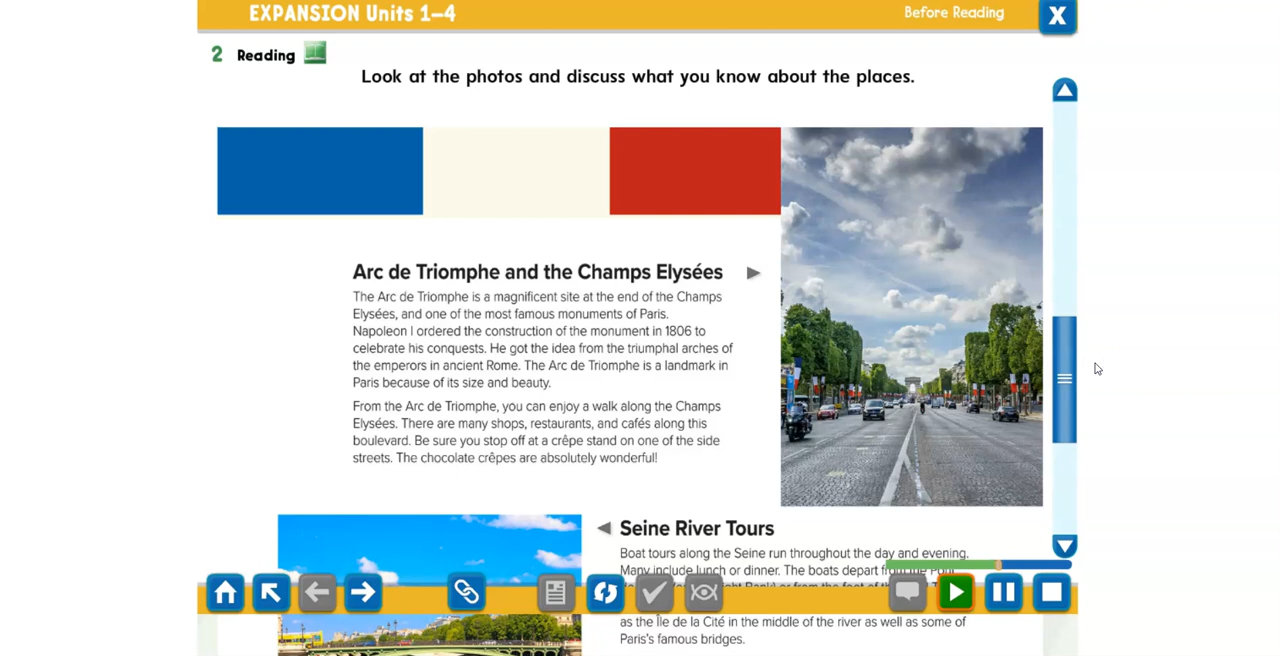 EXPANSION Units 1–4
Before Reading
X
2 Reading
Look at the photos and discuss what you know about the places.
Arc de Triomphe and the Champs Elysées
The Arc de Triomphe is a magnificent site at the end of the Champs
Elysées, and one of the most famous monuments of Paris.
Napoleon I ordered the construction of the monument in 1806 to
celebrate his conquests. He got the idea from the triumphal arches of
the emperors in ancient Rome. The Arc de Triomphe is a landmark in
Paris because of its size and beauty.
From the Arc de Triomphe, you can enjoy a walk along the Champs
Elysées. There are many shops, restaurants, and cafés along this
boulevard. Be sure you stop off at a crêpe stand on one of the side
streets. The chocolate crêpes are absolutely wonderful!
Seine River Tours
Boat tours along the Seine run throughout the day and evening.
Many include lunch or dinner. The boats depart from the Pont
as the Île de la Cité in the middle of the river as well as some of
Paris's famous bridges.